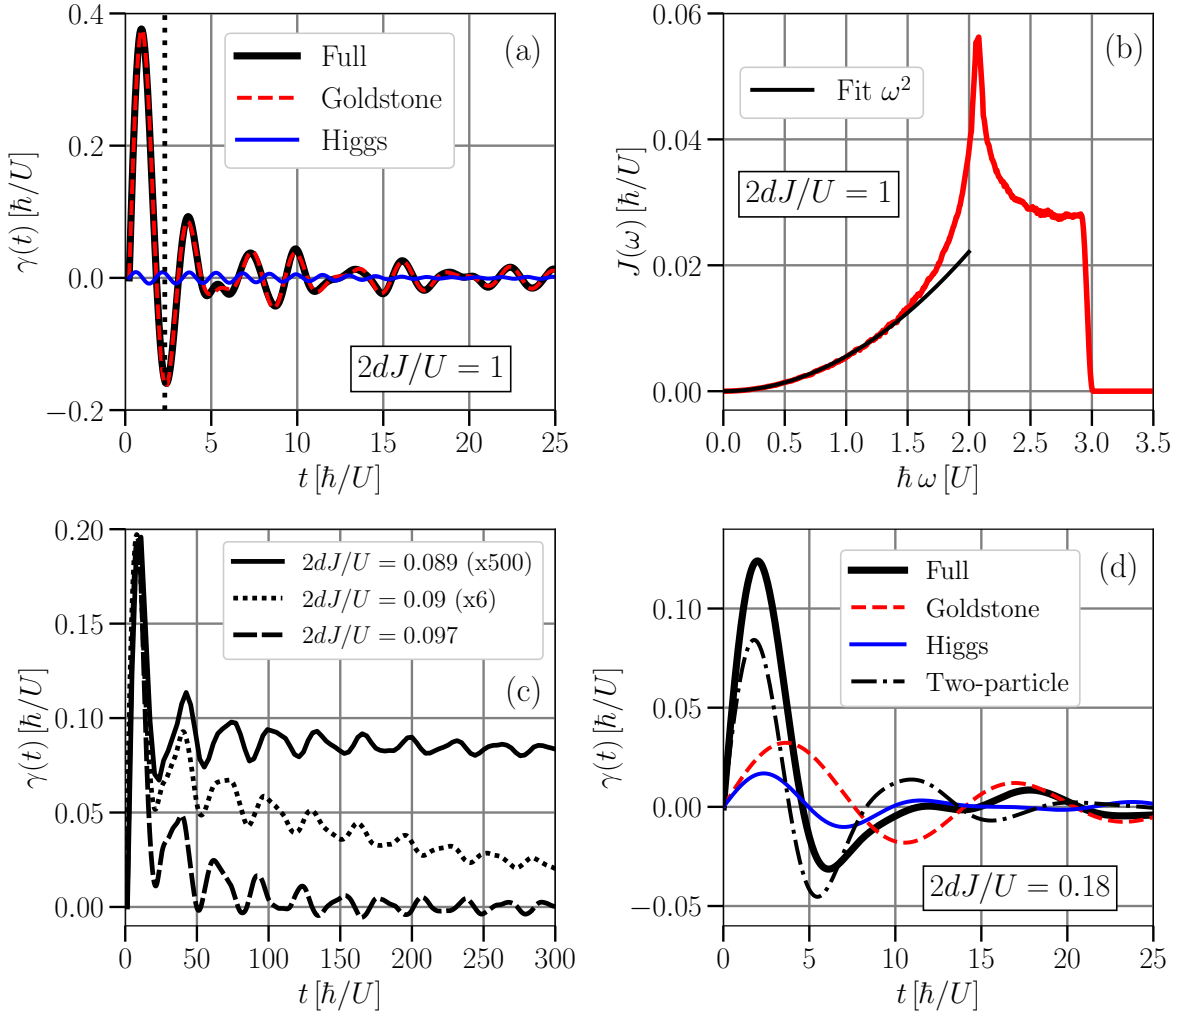 (a)
Full
Goldstone
Higgs
2dJ/U = 1
γ(t) [ħ/U]
0.4
0.2
0.0
−0.2
0 5 10 15 20 25
t [ħ/U]
(b)
Fit ω²
2dJ/U = 1
J(ω) [ħ/U]
0.06
0.04
0.02
0.00
0.0 0.5 1.0 1.5 2.0 2.5 3.0 3.5
ħ ω [U]
(c)
2dJ/U = 0.089 (x500)
2dJ/U = 0.09 (x6)
2dJ/U = 0.097
γ(t) [ħ/U]
0.20
0.15
0.10
0.05
0.00
0 50 100 150 200 250 300
t [ħ/U]
(d)
Full
Goldstone
Higgs
Two-particle
2dJ/U = 0.18
γ(t) [ħ/U]
0.10
0.05
0.00
−0.05
0 5 10 15 20 25
t [ħ/U]